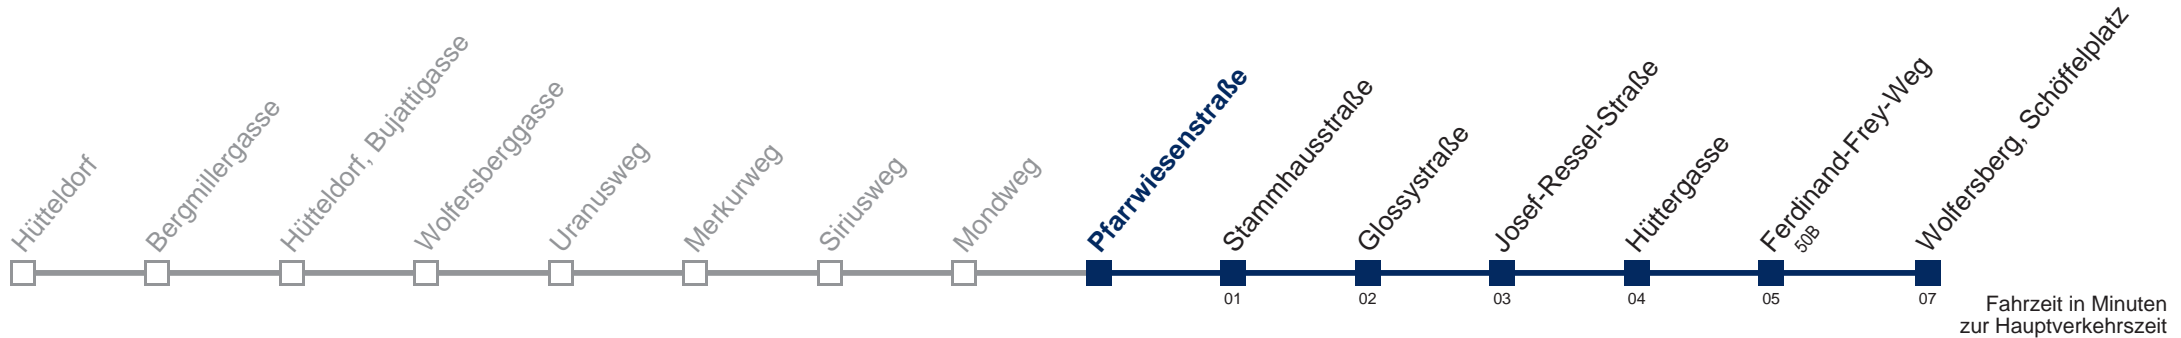 Hütteldorf
Bergmillergasse
Hütteldorf, Bujattigasse
Wolfersberggasse
Uranusweg
Merkurweg
Siriusweg
Mondweg
Pfarrwiesenstraße
Stammhausstraße
Glossystraße
Josef-Ressel-Straße
Hüttergasse
Ferdinand-Frey-Weg
50B
Wolfersberg, Schöffelplatz
01
02
03
04
05
07
Fahrzeit in Minuten
zur Hauptverkehrszeit